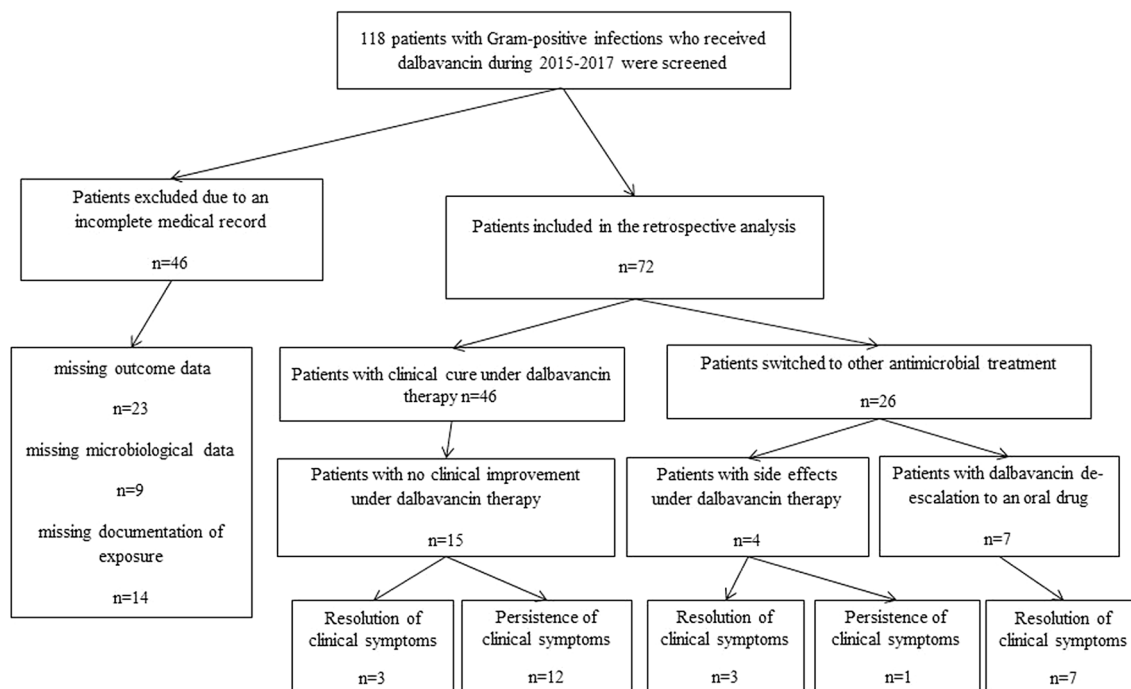 118 patients with Gram-positive infections who received
dalbavancin during 2015-2017 were screened
Patients excluded due to an
incomplete medical record
n=46
Patients included in the retrospective analysis
n=72
missing outcome data
n=23
missing microbiological data
n=9
missing documentation of
exposure
n=14
Patients with clinical cure under dalbavancin
therapy n=46
Patients switched to other antimicrobial treatment
n=26
Patients with no clinical improvement
under dalbavancin therapy
n=15
Patients with side effects
under dalbavancin therapy
n=4
Patients with dalbavancin de-
escalation to an oral drug
n=7
Resolution of
clinical symptoms
n=3
Persistence of
clinical symptoms
n=12
Resolution of
clinical symptoms
n=3
Persistence of
clinical symptoms
n=1
Resolution of
clinical symptoms
n=7